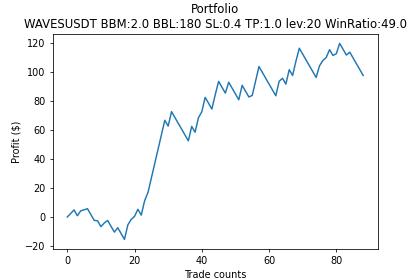 Portfolio
WAVESUSDT BBM:2.0 BBL:180 SL:0.4 TP:1.0 lev:20 WinRatio:49.0
120
100
80
60
40
20
0
−20
Profit ($)
0 20 40 60 80
Trade counts